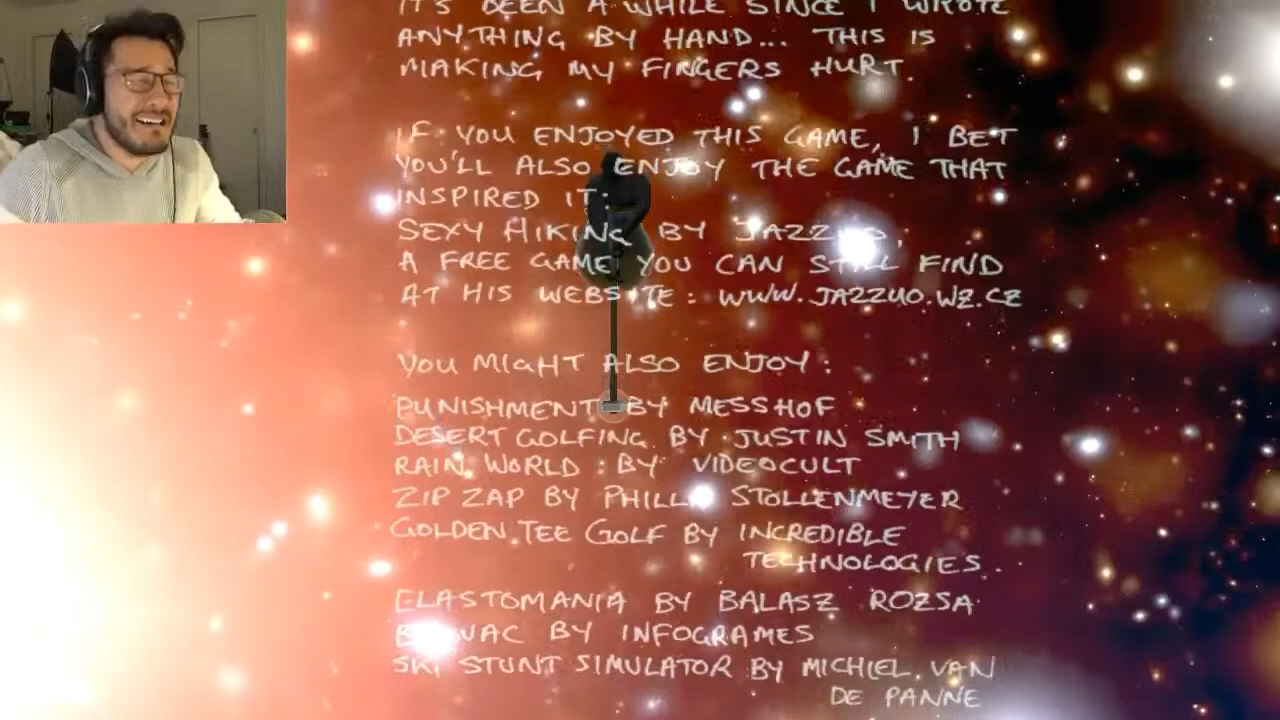 IT'S BEEN A WHILE SINCE I WROTE
ANYTHING BY HAND... THIS IS
MAKING MY FINGERS HURT.
IF YOU ENJOYED THIS GAME, I BET
YOU'LL ALSO ENJOY THE GAME THAT
INSPIRED IT:
SEXY HIKING BY JAZZUO,
A FREE GAME YOU CAN STILL FIND
AT HIS WEBSITE: WWW.JAZZUO.WZ.CZ
YOU MIGHT ALSO ENJOY:
PUNISHMENT BY MESSHOF
DESERT GOLFING BY JUSTIN SMITH
RAIN WORLD BY VIDEOCULT
ZIP ZAP BY PHILLP STOLLENMEYER
GOLDEN TEE GOLF BY INCREDIBLE
TECHNOLOGIES.
ELASTOMANIA BY BALASZ ROZSA
BY INFOGRAMES
SKI STUNT SIMULATOR BY MICHIEL VAN
DE PANNE